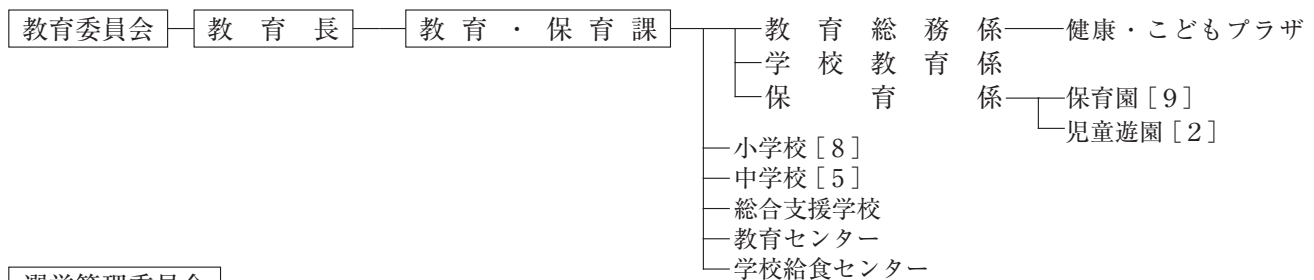 教育委員会 教育長 教育・保育課 教育総務係 健康・こどもプラザ
学校教育係
保育係 保育園［9］
児童遊園［2］
小学校［8］
中学校［5］
総合支援学校
教育センター
学校給食センター